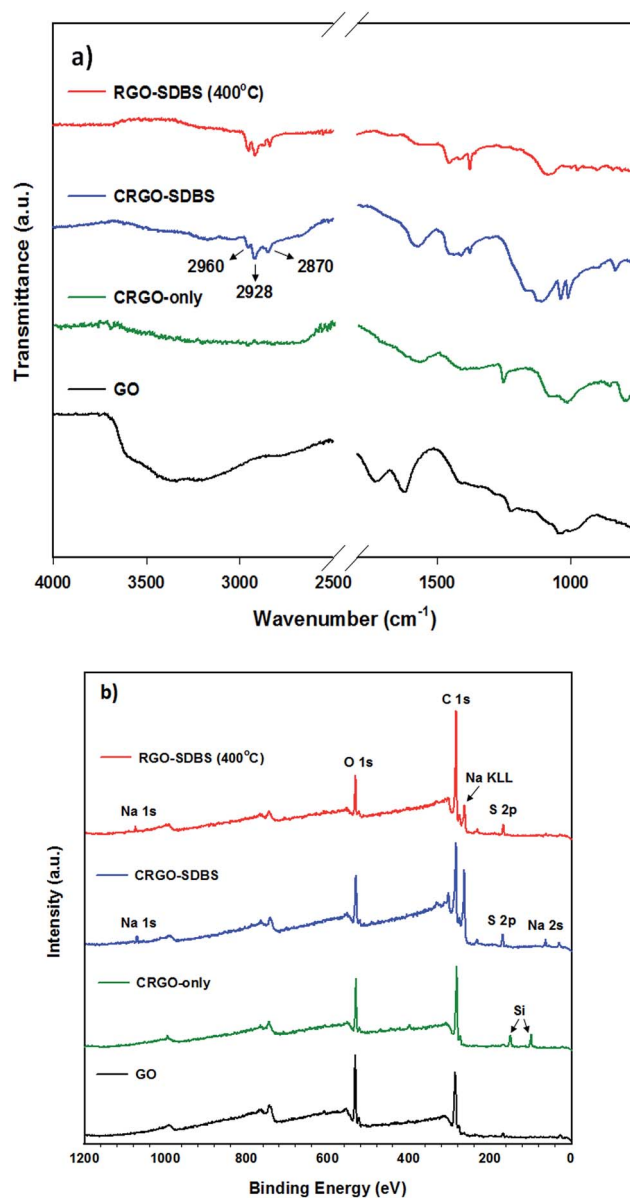 a)
RGO-SDBS (400°C)
CRGO-SDBS
2960
2870
2928
CRGO-only
GO
Transmittance (a.u.)
4000 3500 3000 2500 1500 1000
Wavenumber (cm⁻¹)
b)
C 1s
RGO-SDBS (400°C)
O 1s
Na KLL
Na 1s
S 2p
CRGO-SDBS
Na 1s
S 2p
Na 2s
CRGO-only
Si
GO
Intensity (a.u.)
1200 1000 800 600 400 200 0
Binding Energy (eV)